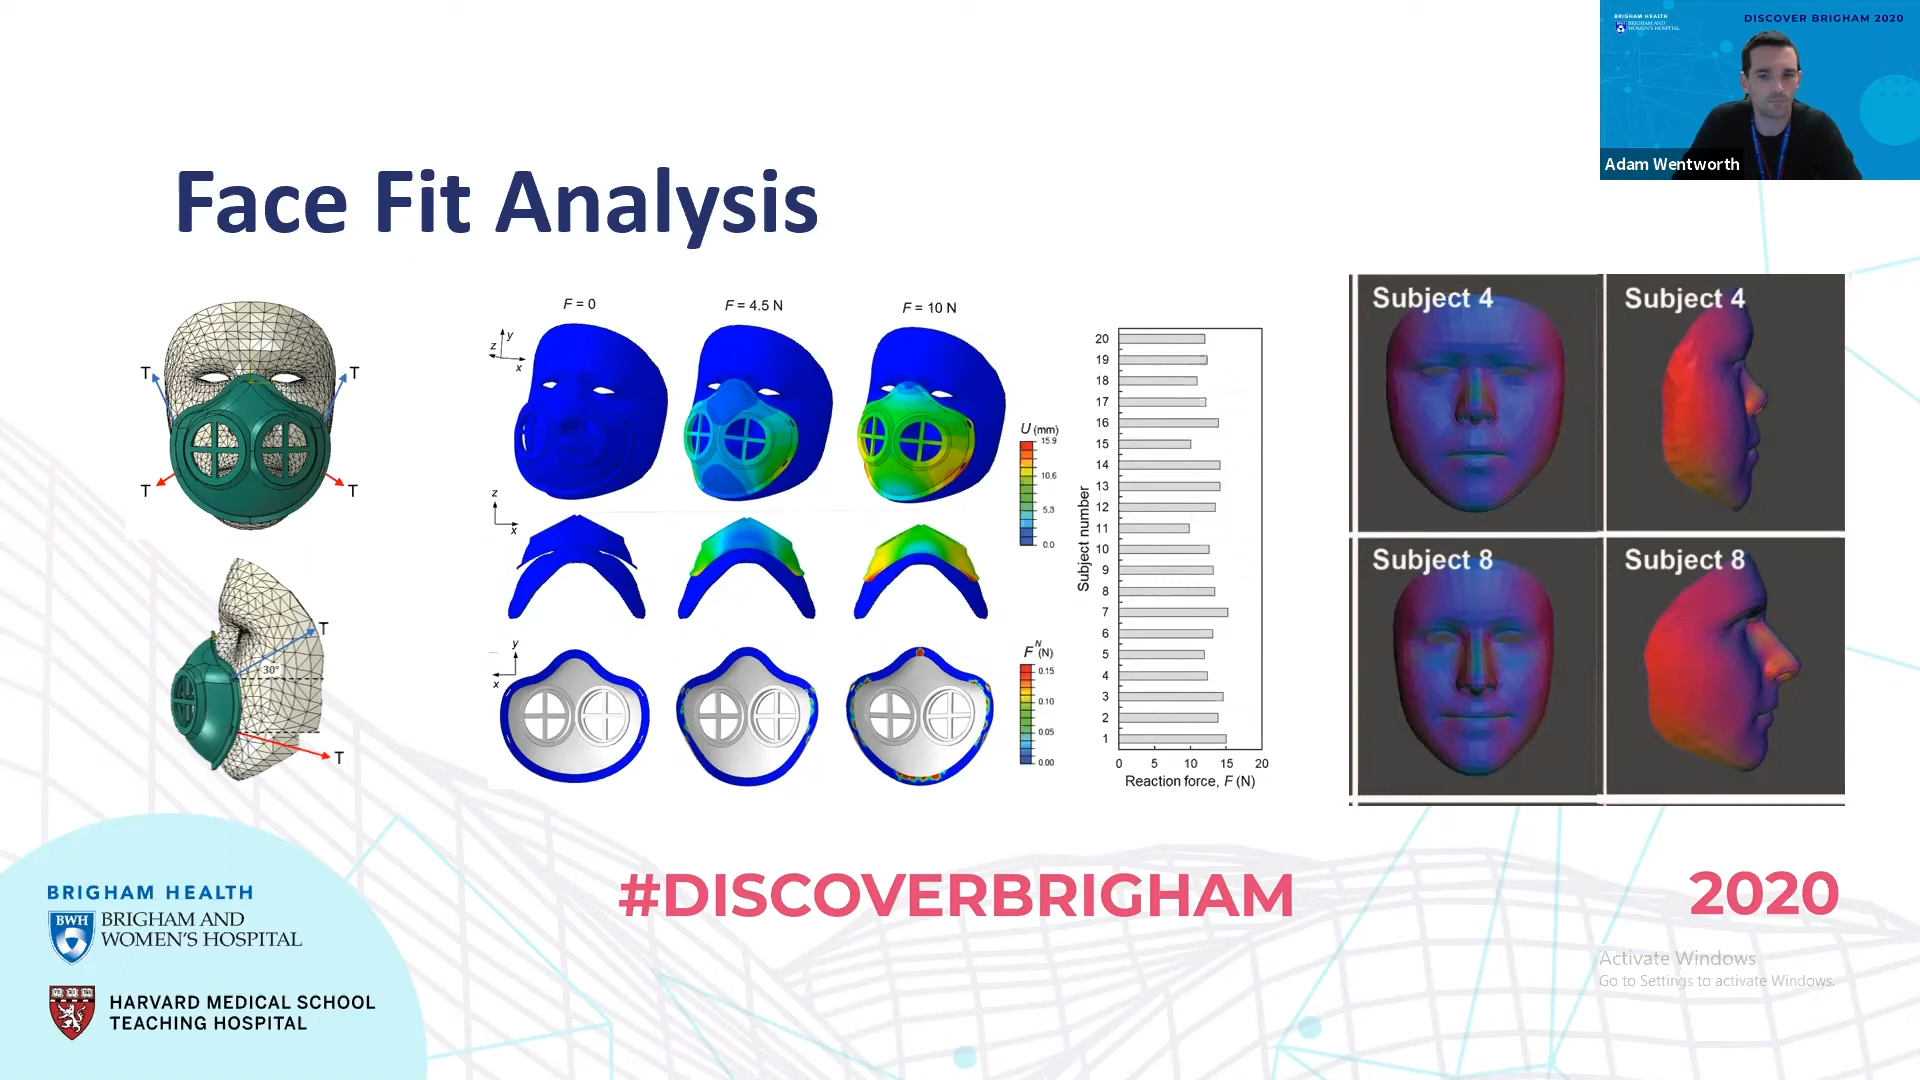 BRIGHAM HEALTH
BRIGHAM AND
WOMEN'S HOSPITAL
DISCOVER BRIGHAM 2020
Adam Wentworth
Face Fit Analysis
T
T
T
T
30°
T
T
F = 0
F = 4.5 N
F = 10 N
y
z
x
z
x
y
x
U (mm)
15.9
10.6
5.3
0.0
F^N (N)
0.15
0.10
0.05
0.00
Subject number
20
19
18
17
16
15
14
13
12
11
10
9
8
7
6
5
4
3
2
1
0 5 10 15 20
Reaction force, F (N)
Subject 4
Subject 4
Subject 8
Subject 8
#DISCOVERBRIGHAM
2020
Activate Windows
Go to Settings to activate Windows.
BRIGHAM HEALTH
BWH
BRIGHAM AND
WOMEN'S HOSPITAL
HARVARD MEDICAL SCHOOL
TEACHING HOSPITAL